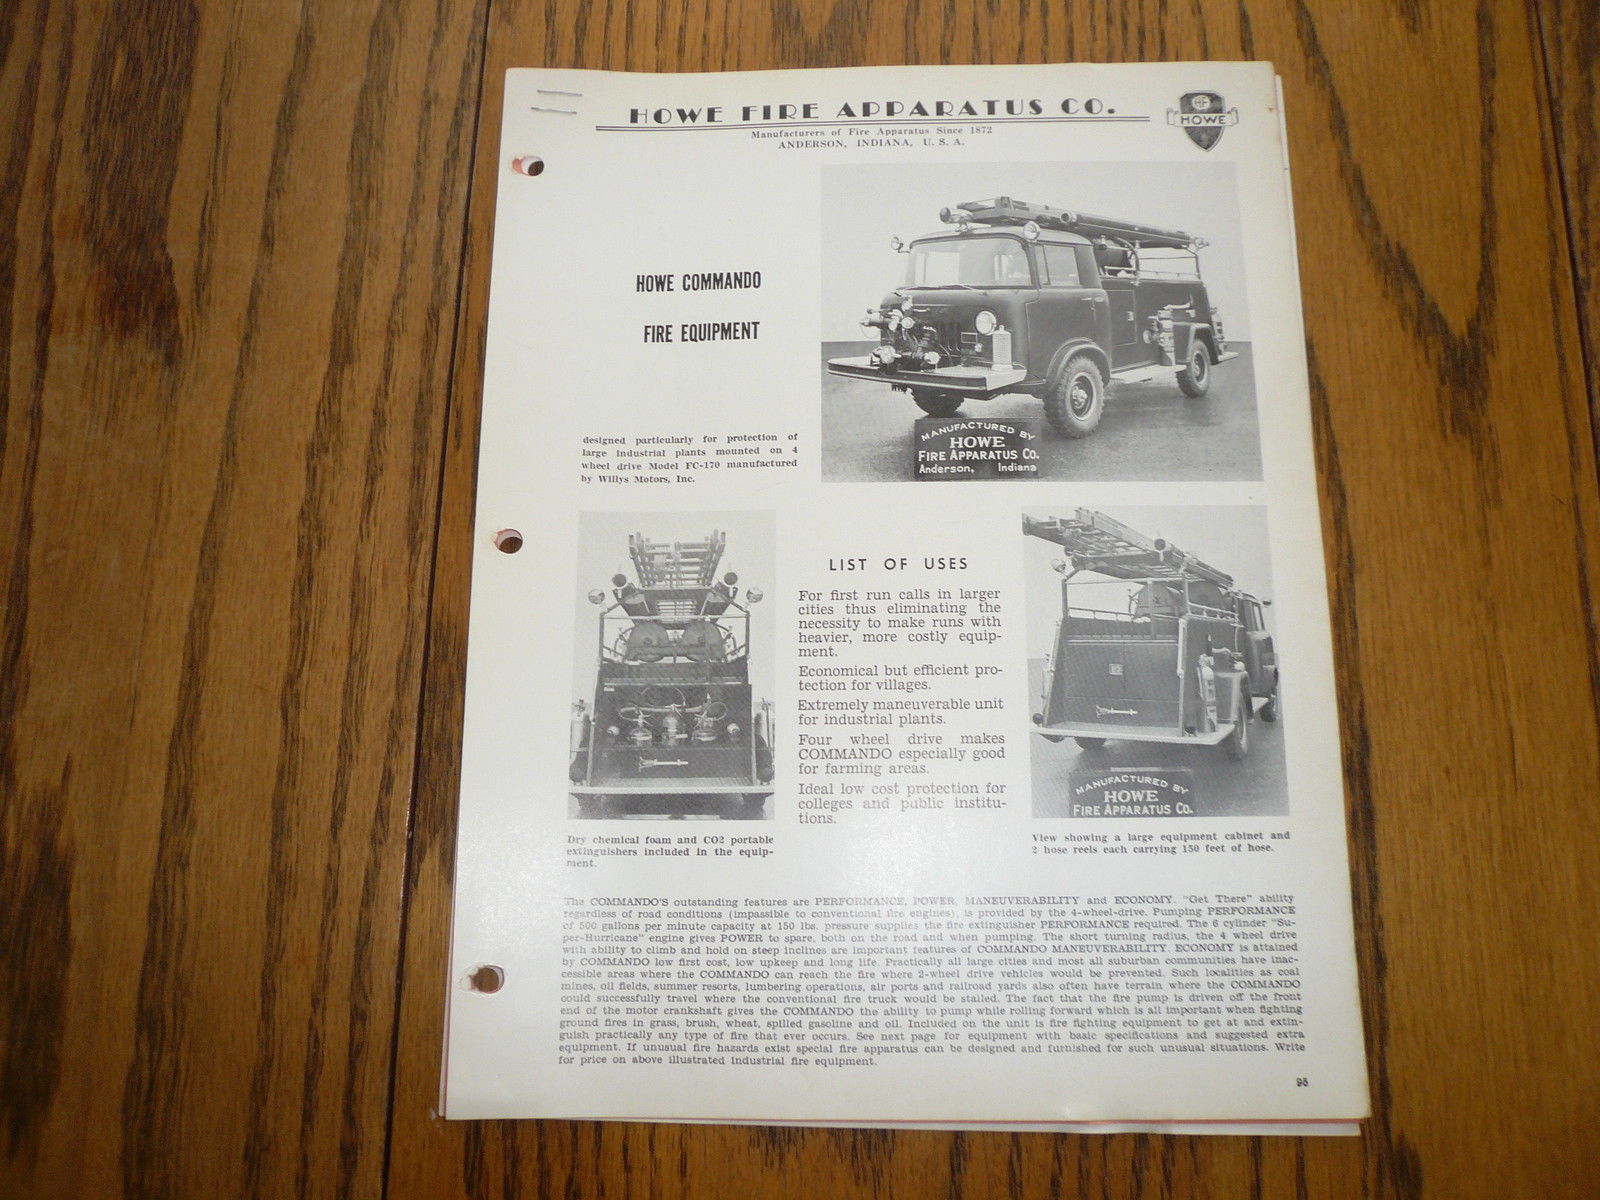 HOWE FIRE APPARATUS CO.
Manufacturers of Fire Apparatus Since 1872
ANDERSON, INDIANA, U. S. A.
HOWE
HOWE COMMANDO
FIRE EQUIPMENT
designed particularly for protection of
large industrial plants mounted on 4
wheel drive Model FC-170 manufactured
by Willys Motors, Inc.
MANUFACTURED BY
HOWE
FIRE APPARATUS CO.
Anderson, Indiana
LIST OF USES
For first run calls in larger
cities thus eliminating the
necessity to make runs with
heavier, more costly equip-
ment.
Economical but efficient pro-
tection for villages.
Extremely maneuverable unit
for industrial plants.
Four wheel drive makes
COMMANDO especially good
for farming areas.
Ideal low cost protection for
colleges and public institu-
tions.
MANUFACTURED BY
HOWE
FIRE APPARATUS CO.
Dry chemical foam and CO2 portable
extinguishers included in the equip-
ment.
View showing a large equipment cabinet and
2 hose reels each carrying 150 feet of hose.
The COMMANDO'S outstanding features are PERFORMANCE, POWER, MANEUVERABILITY and ECONOMY. "Get There" ability
regardless of road conditions (impassible to conventional fire engines), is provided by the 4-wheel-drive. Pumping PERFORMANCE
of 500 gallons per minute capacity at 150 lbs. pressure supplies the fire extinguisher PERFORMANCE required. The 6 cylinder "Su-
per-Hurricane" engine gives POWER to spare, both on the road and when pumping. The short turning radius, the 4 wheel drive
with ability to climb and hold on steep inclines are important features of COMMANDO MANEUVERABILITY. ECONOMY is attained
by COMMANDO low first cost, low upkeep and long life. Practically all large cities and most all suburban communities have inac-
cessible areas where the COMMANDO can reach the fire where 2-wheel drive vehicles would be prevented. Such localities as coal
mines, oil fields, summer resorts, lumbering operations, air ports and railroad yards also often have terrain where the COMMANDO
could successfully travel where the conventional fire truck would be stalled. The fact that the fire pump is driven off the front
end of the motor crankshaft gives the COMMANDO the ability to pump while rolling forward which is all important when fighting
ground fires in grass, brush, wheat, spilled gasoline and oil. Included on the unit is fire fighting equipment to get at and extin-
guish practically any type of fire that ever occurs. See next page for equipment with basic specifications and suggested extra
equipment. If unusual fire hazards exist special fire apparatus can be designed and furnished for such unusual situations. Write
for price on above illustrated industrial fire equipment.
95